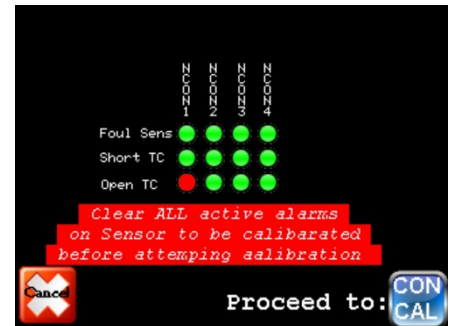 NCON1 NCON2 NCON3 NCON4
Foul Sens
Short TC
Open TC
Clear ALL active alarms
on Sensor to be calibarated
before attemping aalibration
Cancel
Proceed to:
CON
CAL